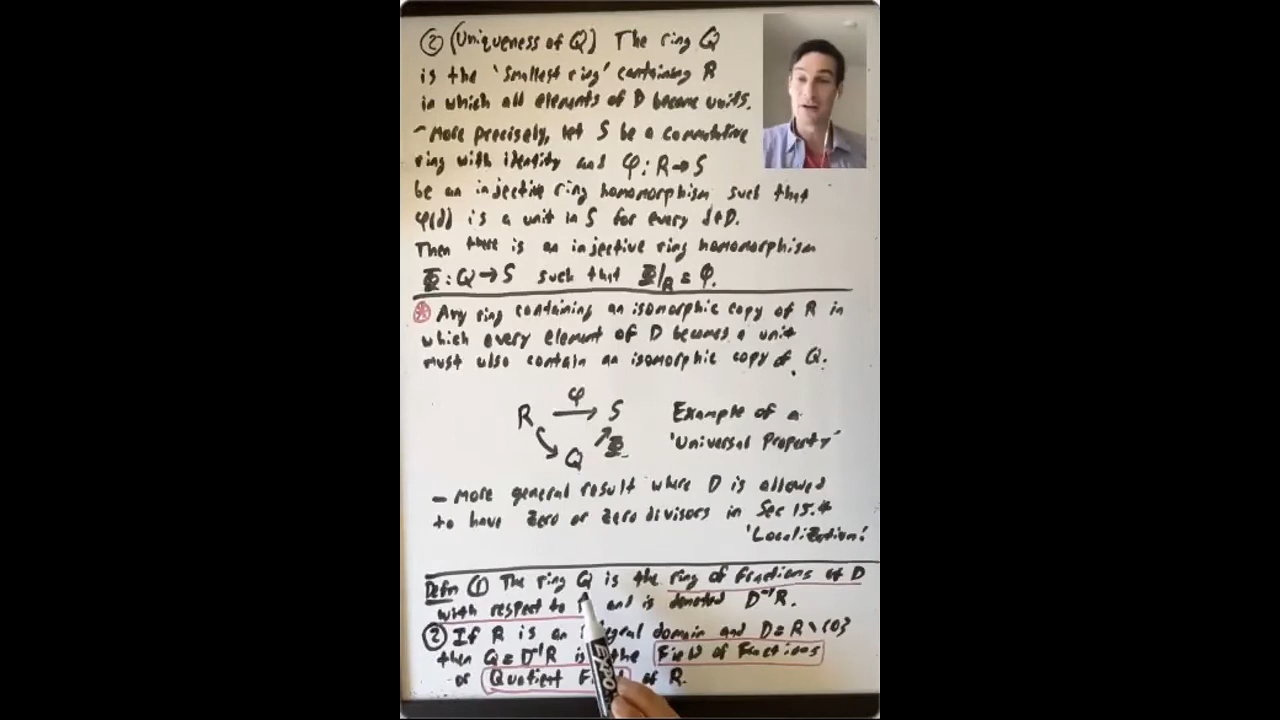 ② (Uniqueness of Q) The ring Q
is the 'smallest ring' containing R
in which all elements of D become units.
- More precisely, let S be a commutative
ring with identity and φ: R→S
be an injective ring homomorphism such that
φ(d) is a unit in S for every d∈D.
Then there is an injective ring homomorphism
Φ: Q→S such that Φ|R = φ.
⊛ Any ring containing an isomorphic copy of R in
which every element of D becomes a unit
must also contain an isomorphic copy of Q.
R φ→ S
Q Φ
Example of a
'Universal Property'
- More general result where D is allowed
to have zero or zero divisors in Sec 15.4
'Localization'
Defn ① The ring Q is the ring of fractions of D
with respect to and is denoted D⁻¹R.
② If R is an integral domain and D = R \ {0}
then Q = D⁻¹R is the Field of Fractions
or Quotient of R.